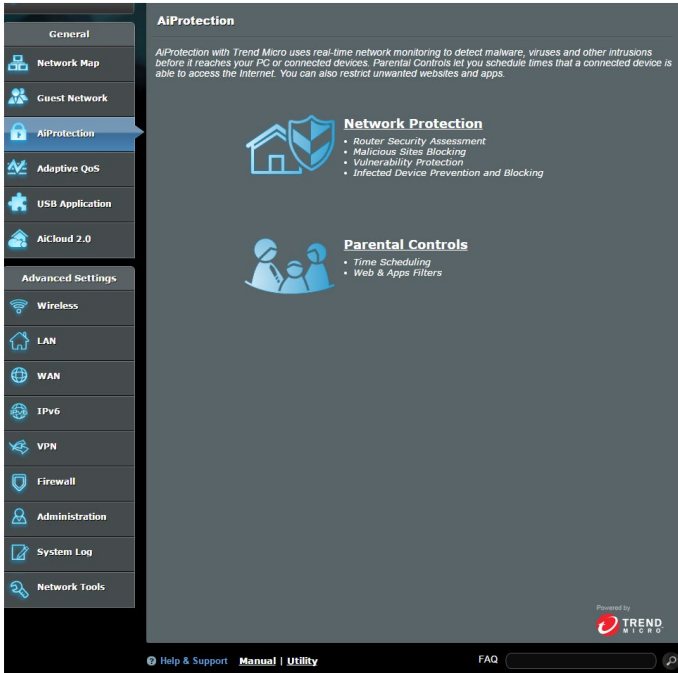 General
Network Map
Guest Network
AiProtection
Adaptive QoS
USB Application
AiCloud 2.0
Advanced Settings
Wireless
LAN
WAN
IPv6
VPN
Firewall
Administration
System Log
Network Tools
AiProtection
AiProtection with Trend Micro uses real-time network monitoring to detect malware, viruses and other intrusions
before it reaches your PC or connected devices. Parental Controls let you schedule times that a connected device is
able to access the Internet. You can also restrict unwanted websites and apps.
Network Protection
• Router Security Assessment
• Malicious Sites Blocking
• Vulnerability Protection
• Infected Device Prevention and Blocking
Parental Controls
• Time Scheduling
• Web & Apps Filters
Powered by
TREND
MICRO
Help & Support Manual | Utility FAQ